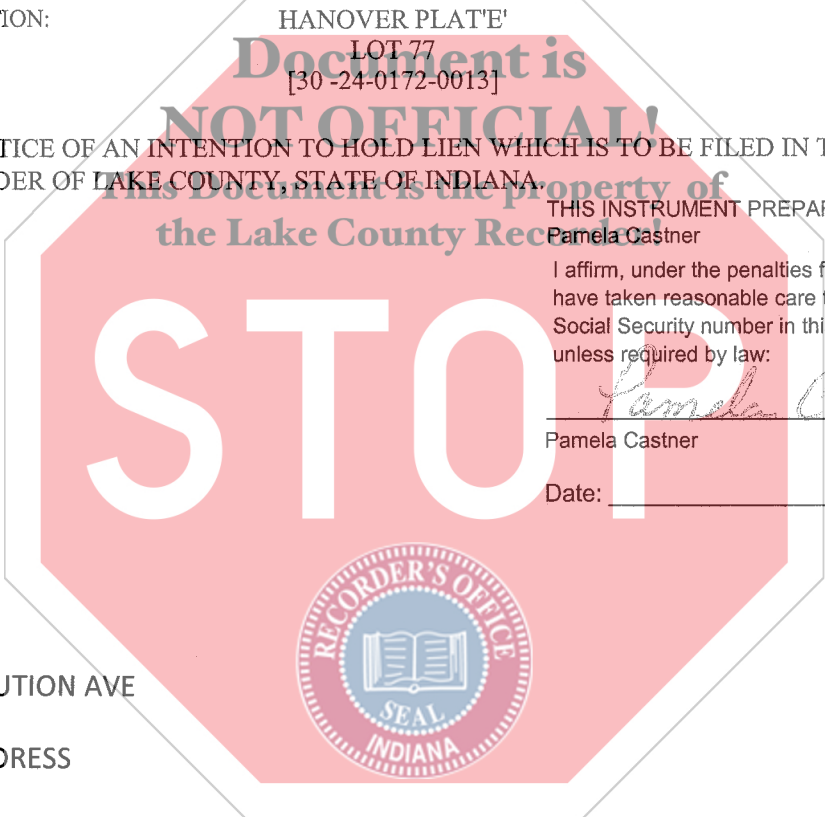 TION:
HANOVER PLAT'E'
LOT 77
[30 -24-0172-0013]
Document is
NOT OFFICIAL!
TICE OF AN INTENTION TO HOLD LIEN WHICH IS TO BE FILED IN T
DER OF LAKE COUNTY, STATE OF INDIANA.
This Document is the property of
the Lake County Recorder!
THIS INSTRUMENT PREPAR
Pamela Castner
I affirm, under the penalties f
have taken reasonable care t
Social Security number in thi
unless required by law:
Pamela C
Pamela Castner
Date:
STOP
RECORDER'S OFFICE
SEAL
INDIANA
UTION AVE
DRESS